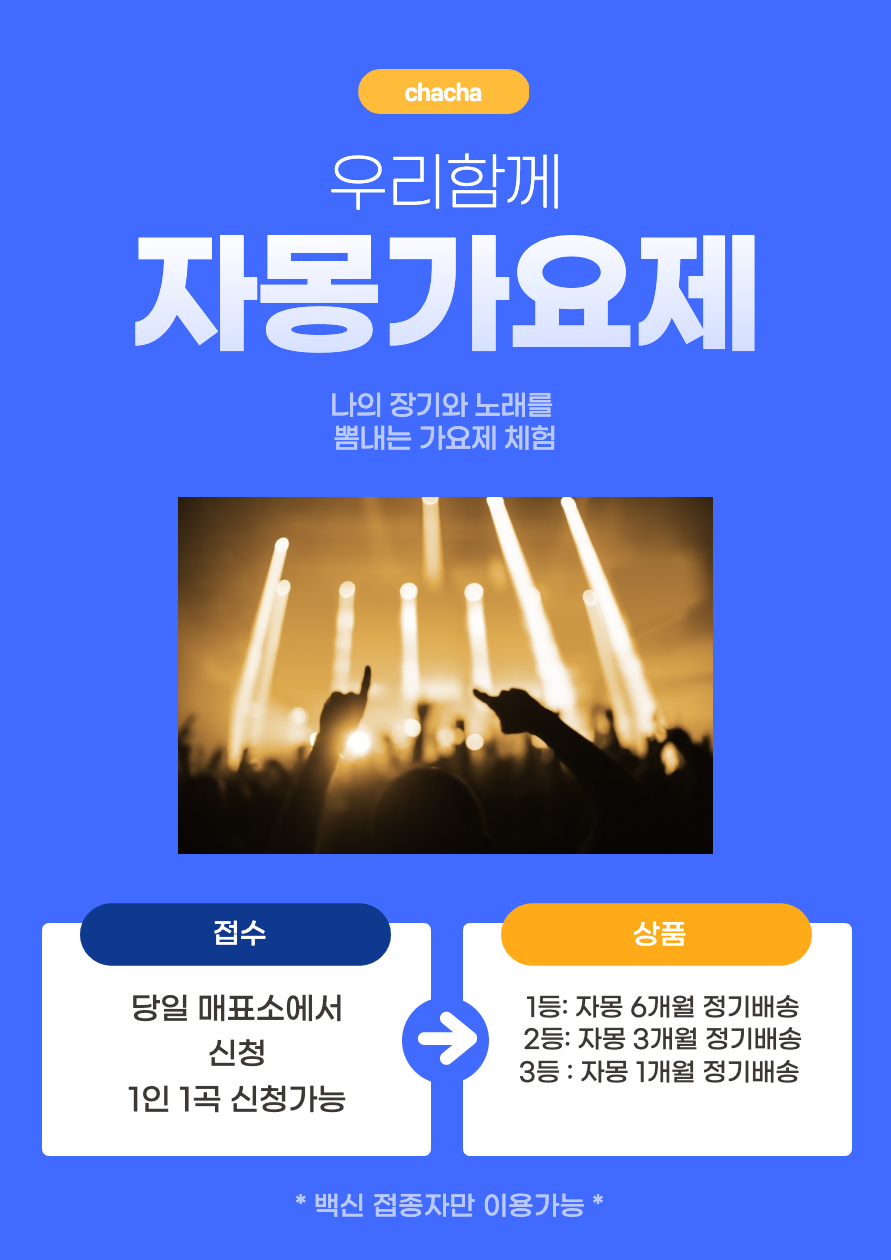 chacha
우리함께
자몽가요제
나의 장기와 노래를
뽐내는 가요제 체험
접수
당일 매표소에서
신청
1인 1곡 신청가능
상품
1등: 자몽 6개월 정기배송
2등: 자몽 3개월 정기배송
3등 : 자몽 1개월 정기배송
* 백신 접종자만 이용가능 *